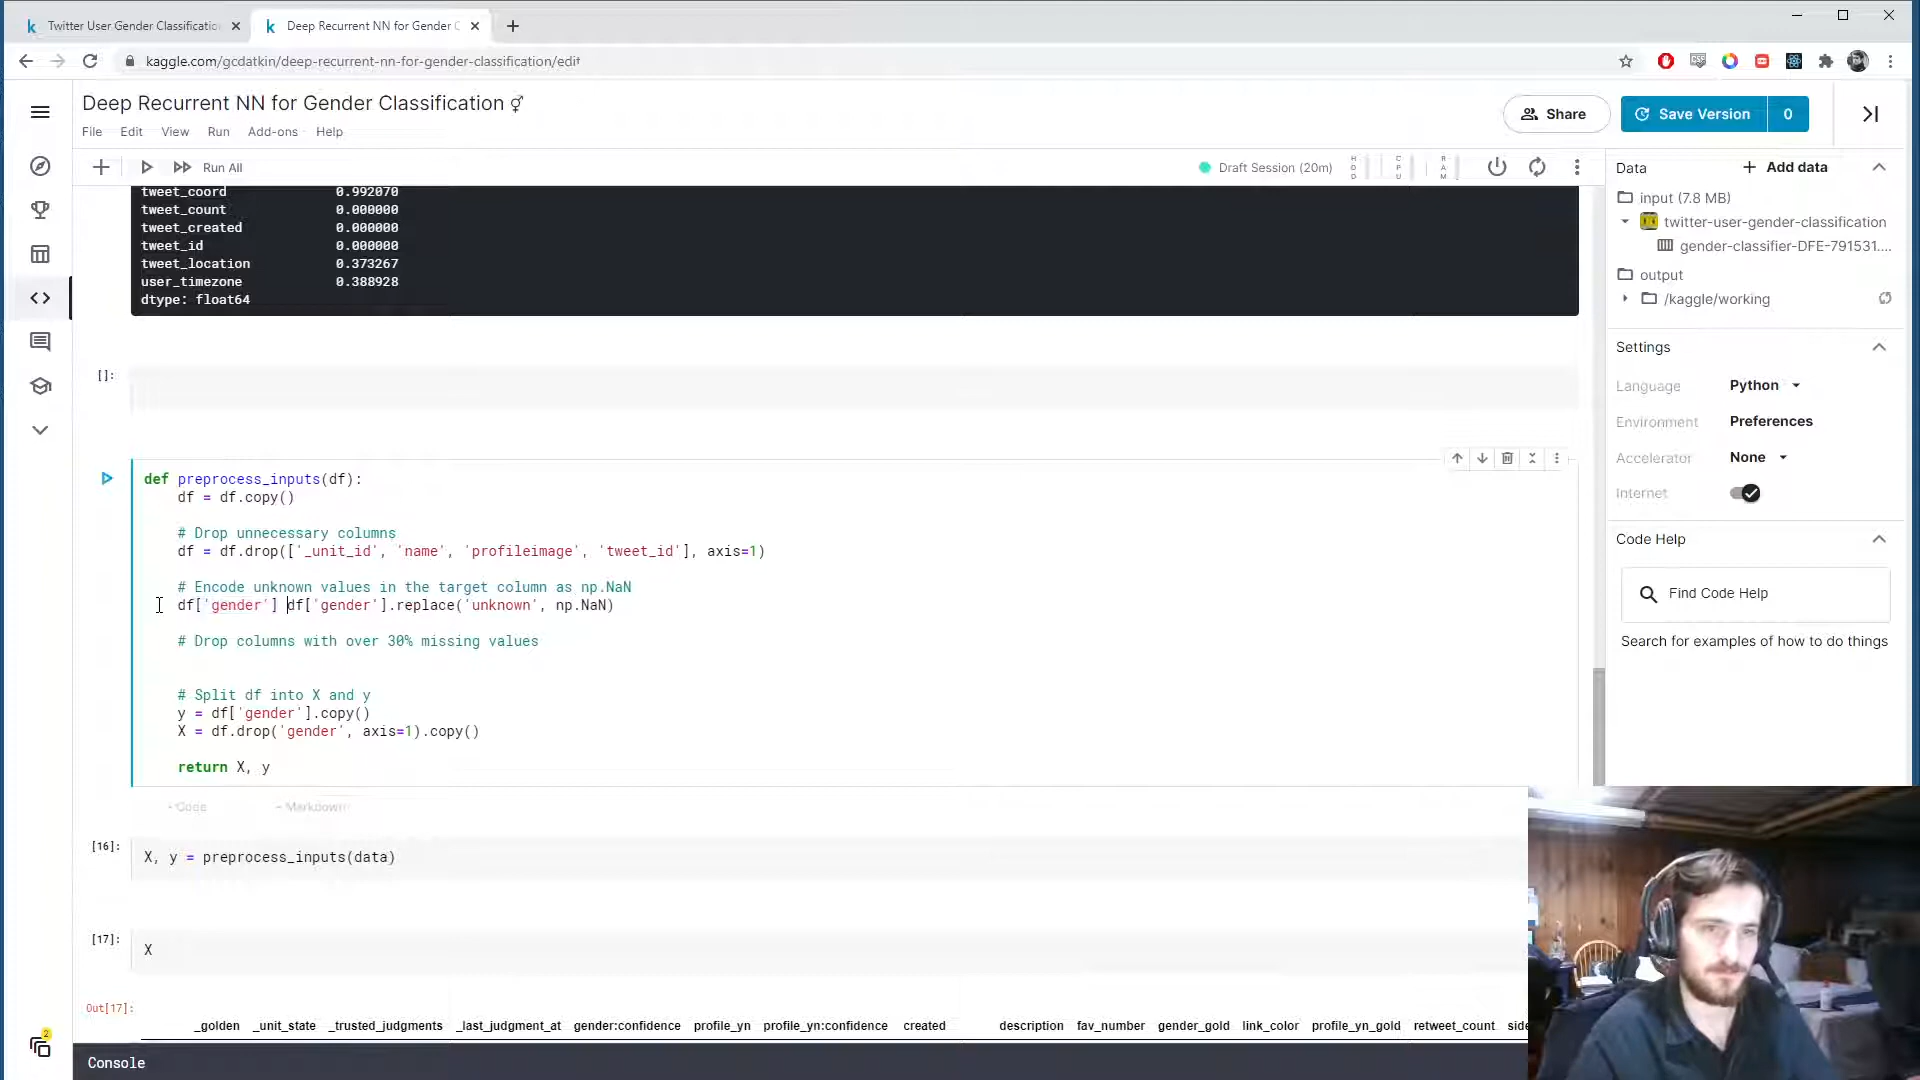 Twitter User Gender Classification
Deep Recurrent NN for Gender C
kaggle.com/gcdatkin/deep-recurrent-nn-for-gender-classification/edit
Deep Recurrent NN for Gender Classification ⚥
File Edit View Run Add-ons Help
Share
Save Version 0
Run All
Draft Session (20m)
HDD
CPU
RAM
tweet_coord 0.992070
tweet_count 0.000000
tweet_created 0.000000
tweet_id 0.000000
tweet_location 0.373267
user_timezone 0.388928
dtype: float64
[]:
def preprocess_inputs(df):
df = df.copy()
# Drop unnecessary columns
df = df.drop(['_unit_id', 'name', 'profileimage', 'tweet_id'], axis=1)
# Encode unknown values in the target column as np.NaN
df['gender'] df['gender'].replace('unknown', np.NaN)
# Drop columns with over 30% missing values
# Split df into X and y
y = df['gender'].copy()
X = df.drop('gender', axis=1).copy()
return X, y
+ Code + Markdown
[16]:
X, y = preprocess_inputs(data)
[17]:
X
Out[17]:
_golden _unit_state _trusted_judgments _last_judgment_at gender:confidence profile_yn profile_yn:confidence created description fav_number gender_gold link_color profile_yn_gold retweet_count side
Console
2
Data
Add data
input (7.8 MB)
twitter-user-gender-classification
gender-classifier-DFE-791531....
output
/kaggle/working
Settings
Language Python
Environment Preferences
Accelerator None
Internet
Code Help
Find Code Help
Search for examples of how to do things